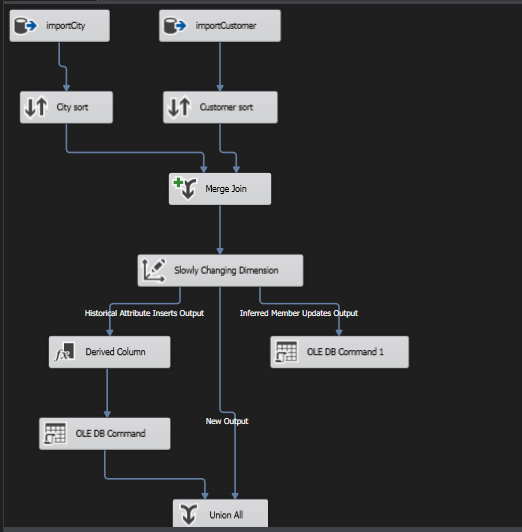 importCity
importCustomer
City sort
Customer sort
Merge Join
Slowly Changing Dimension
Historical Attribute Inserts Output
Inferred Member Updates Output
Derived Column
OLE DB Command 1
New Output
OLE DB Command
Union All